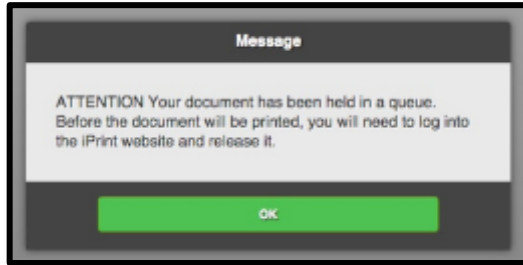 Message
ATTENTION Your document has been held in a queue.
Before the document will be printed, you will need to log into
the iPrint website and release it.
OK